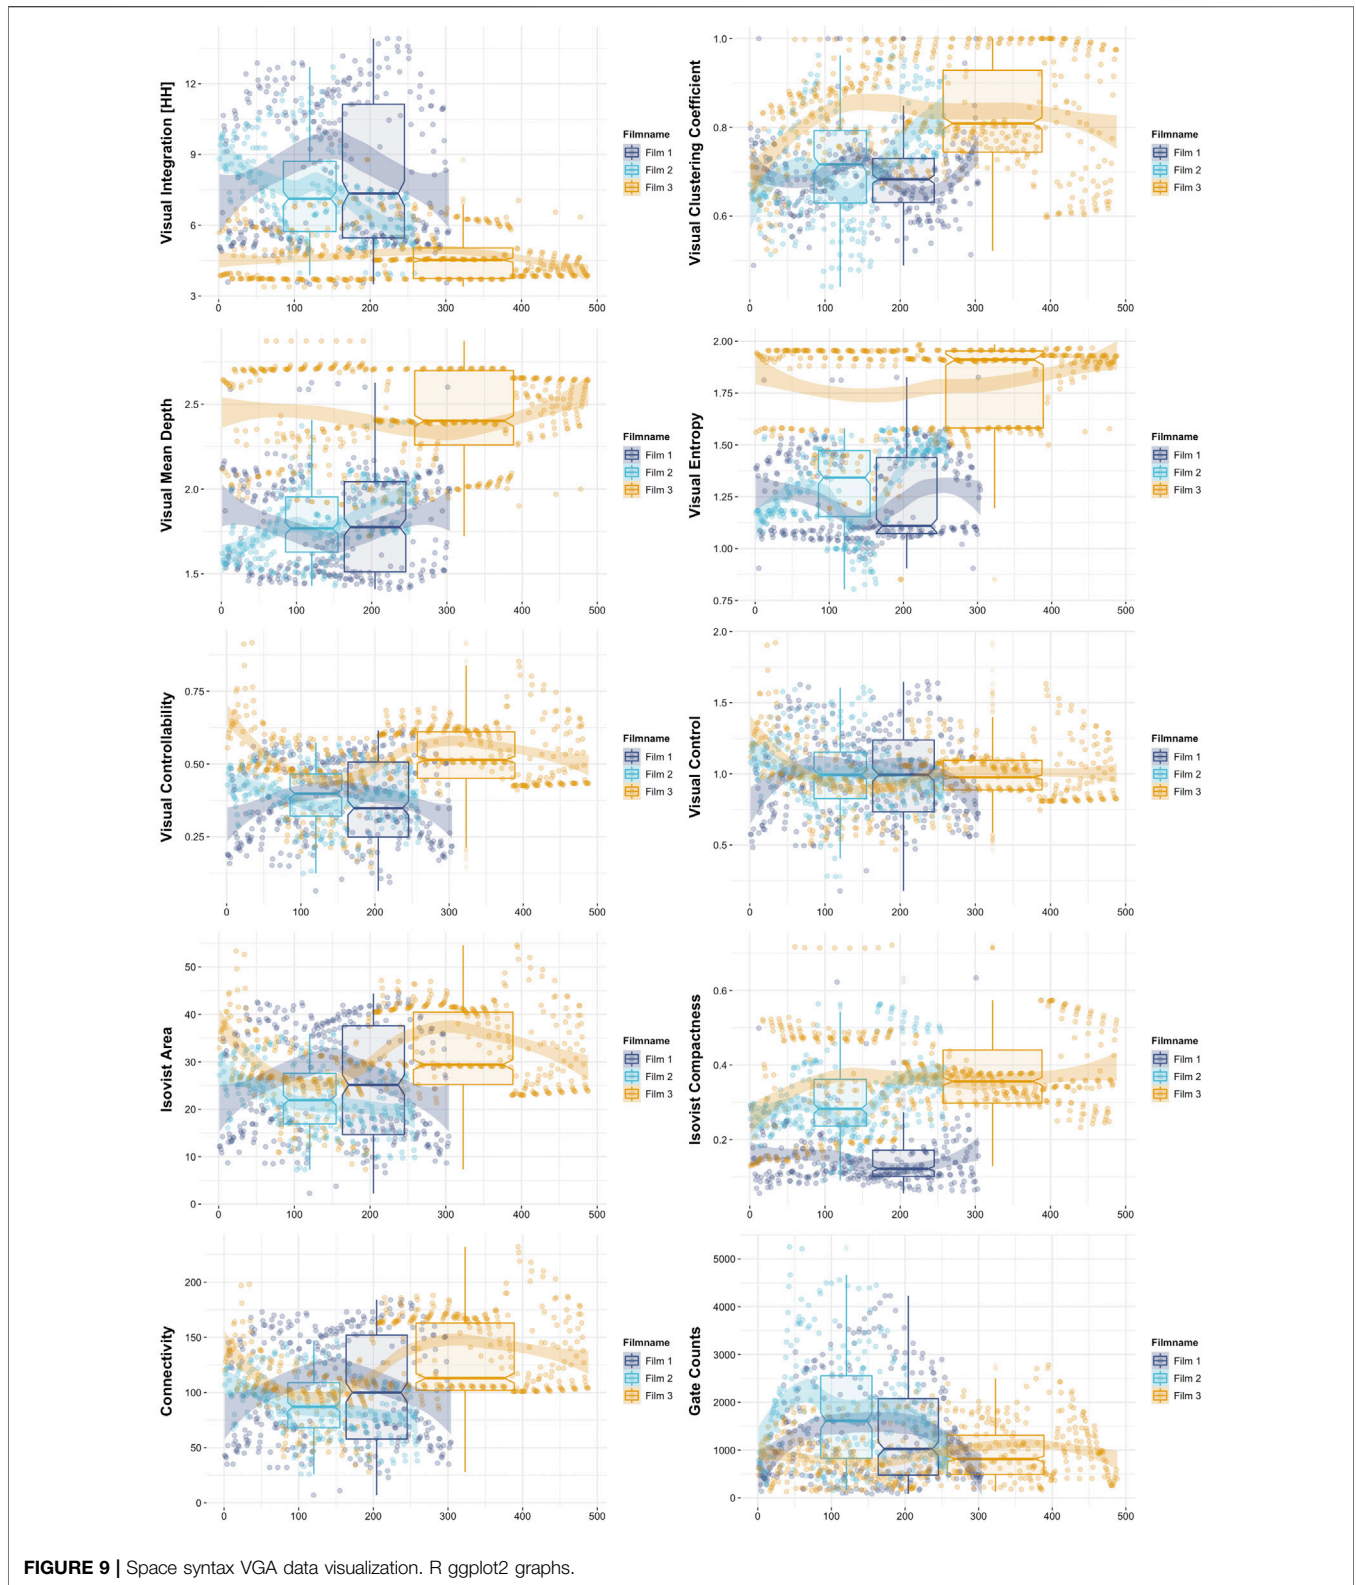 Visual Integration [HH]
12
9
6
3
0 100 200 300 400 500
Filmname
Film 1
Film 2
Film 3
Visual Clustering Coefficient
1.0
0.8
0.6
0 100 200 300 400 500
Filmname
Film 1
Film 2
Film 3
Visual Mean Depth
2.5
2.0
1.5
0 100 200 300 400 500
Filmname
Film 1
Film 2
Film 3
Visual Entropy
2.00
1.75
1.50
1.25
1.00
0.75
0 100 200 300 400 500
Filmname
Film 1
Film 2
Film 3
Visual Controllability
0.75
0.50
0.25
0 100 200 300 400 500
Filmname
Film 1
Film 2
Film 3
Visual Control
2.0
1.5
1.0
0.5
0 100 200 300 400 500
Filmname
Film 1
Film 2
Film 3
Isovist Area
50
40
30
20
10
0
0 100 200 300 400 500
Filmname
Film 1
Film 2
Film 3
Isovist Compactness
0.6
0.4
0.2
0 100 200 300 400 500
Filmname
Film 1
Film 2
Film 3
Connectivity
200
150
100
50
0
0 100 200 300 400 500
Filmname
Film 1
Film 2
Film 3
Gate Counts
5000
4000
3000
2000
1000
0
0 100 200 300 400 500
Filmname
Film 1
Film 2
Film 3
FIGURE 9 | Space syntax VGA data visualization. R ggplot2 graphs.